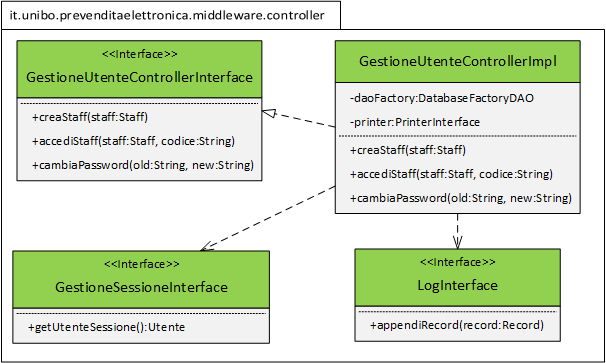 it.unibo.prevenditaelettronica.middleware.controller
<<Interface>>
GestioneUtenteControllerInterface
+creaStaff(staff:Staff)
+accediStaff(staff:Staff, codice:String)
+cambiaPassword(old:String, new:String)
GestioneUtenteControllerImpl
-daoFactory:DatabaseFactoryDAO
-printer:PrinterInterface
+creaStaff(staff:Staff)
+accediStaff(staff:Staff, codice:String)
+cambiaPassword(old:String, new:String)
<<Interface>>
GestioneSessioneInterface
+getUtenteSessione():Utente
<<Interface>>
LogInterface
+appendiRecord(record:Record)